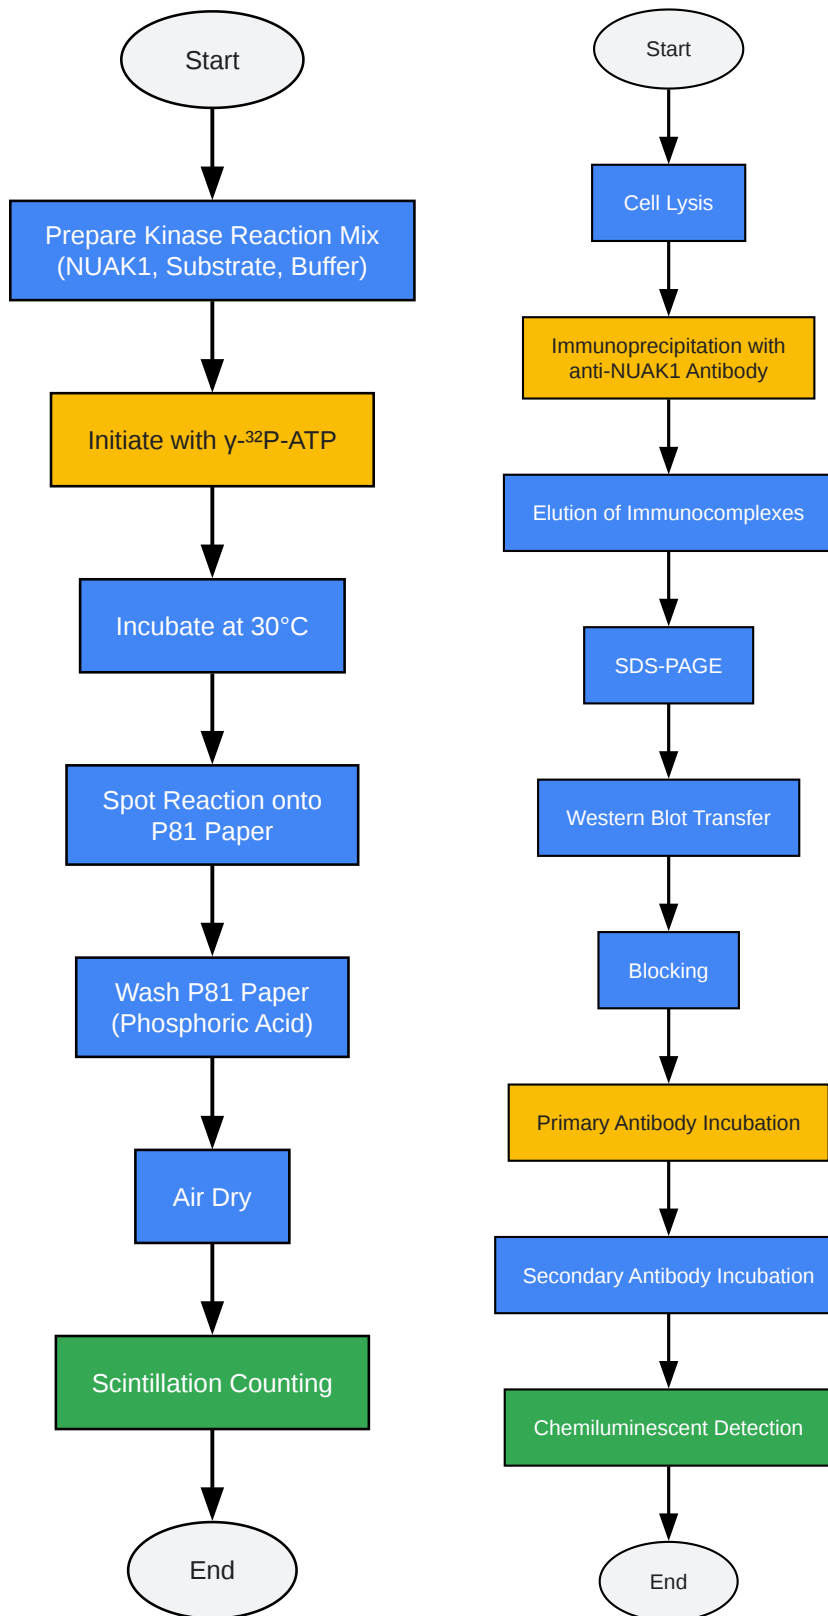 Start
Prepare Kinase Reaction Mix
(NUAK1, Substrate, Buffer)
Initiate with γ-³²P-ATP
Incubate at 30°C
Spot Reaction onto
P81 Paper
Wash P81 Paper
(Phosphoric Acid)
Air Dry
Scintillation Counting
End
Start
Cell Lysis
Immunoprecipitation with
anti-NUAK1 Antibody
Elution of Immunocomplexes
SDS-PAGE
Western Blot Transfer
Blocking
Primary Antibody Incubation
Secondary Antibody Incubation
Chemiluminescent Detection
End